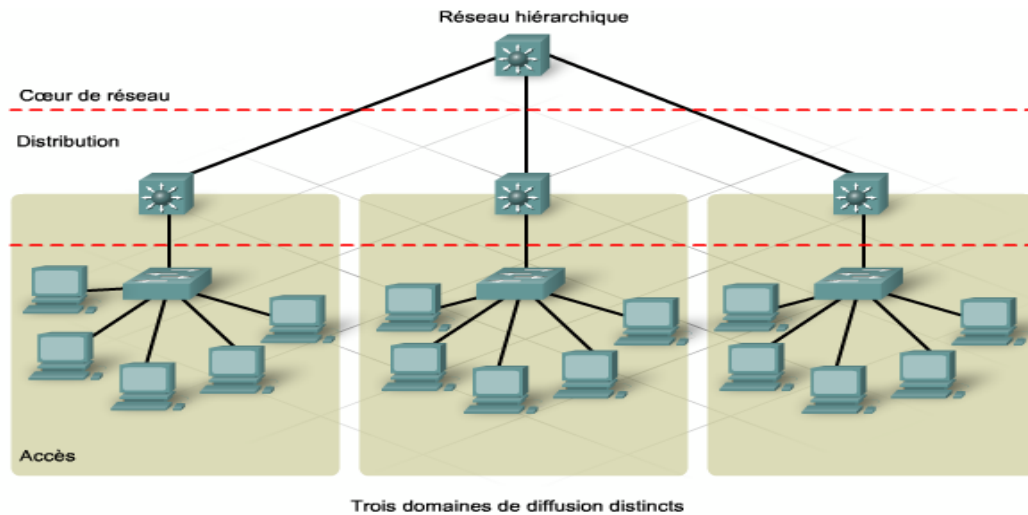 Réseau hiérarchique
Cœur de réseau
Distribution
Accès
Trois domaines de diffusion distincts